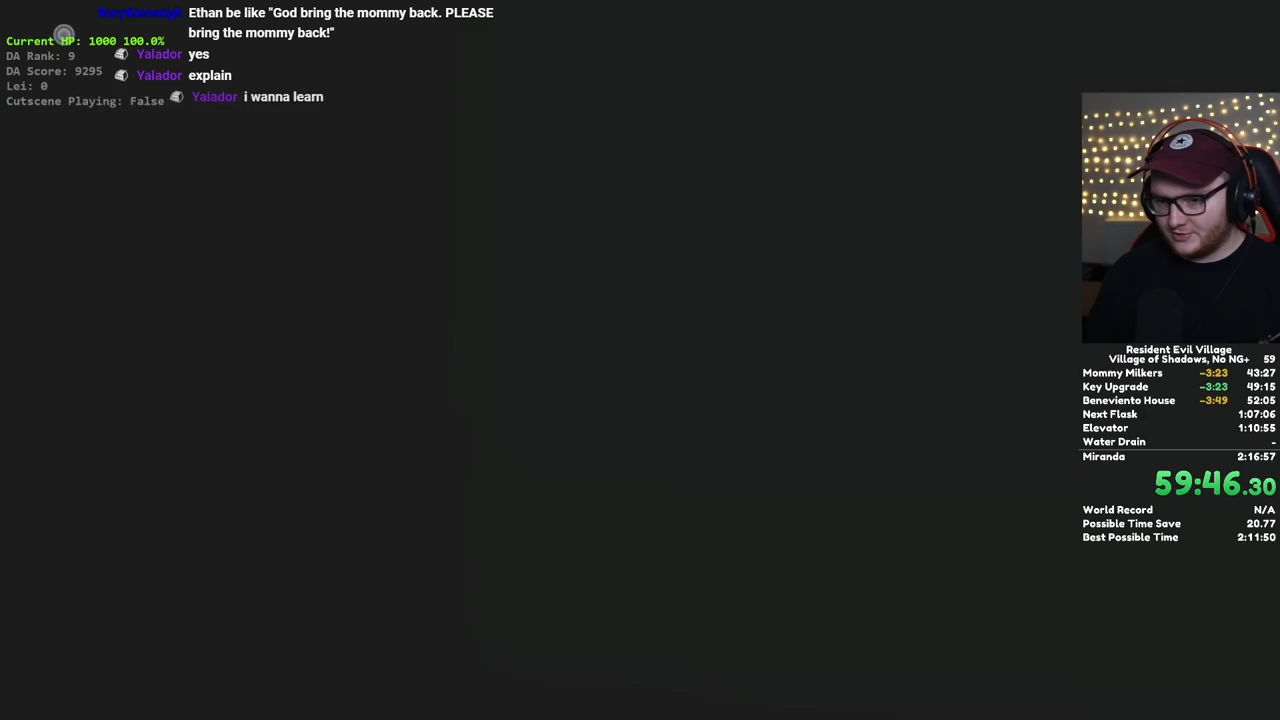 Ethan be like "God bring the mommy back. PLEASE
bring the mommy back!"
Current HP: 1000 100.0%
DA Rank: 9
Yalador yes
DA Score: 9295
Yalador explain
Lei: 0
Cutscene Playing: False
Yalador i wanna learn
Resident Evil Village
Village of Shadows, No NG+ 59
Mommy Milkers -3:23 43:27
Key Upgrade -3:23 49:15
Beneviento House -3:49 52:05
Next Flask 1:07:06
Elevator 1:10:55
Water Drain -
Miranda 2:16:57
59:46.30
World Record N/A
Possible Time Save 20.77
Best Possible Time 2:11:50